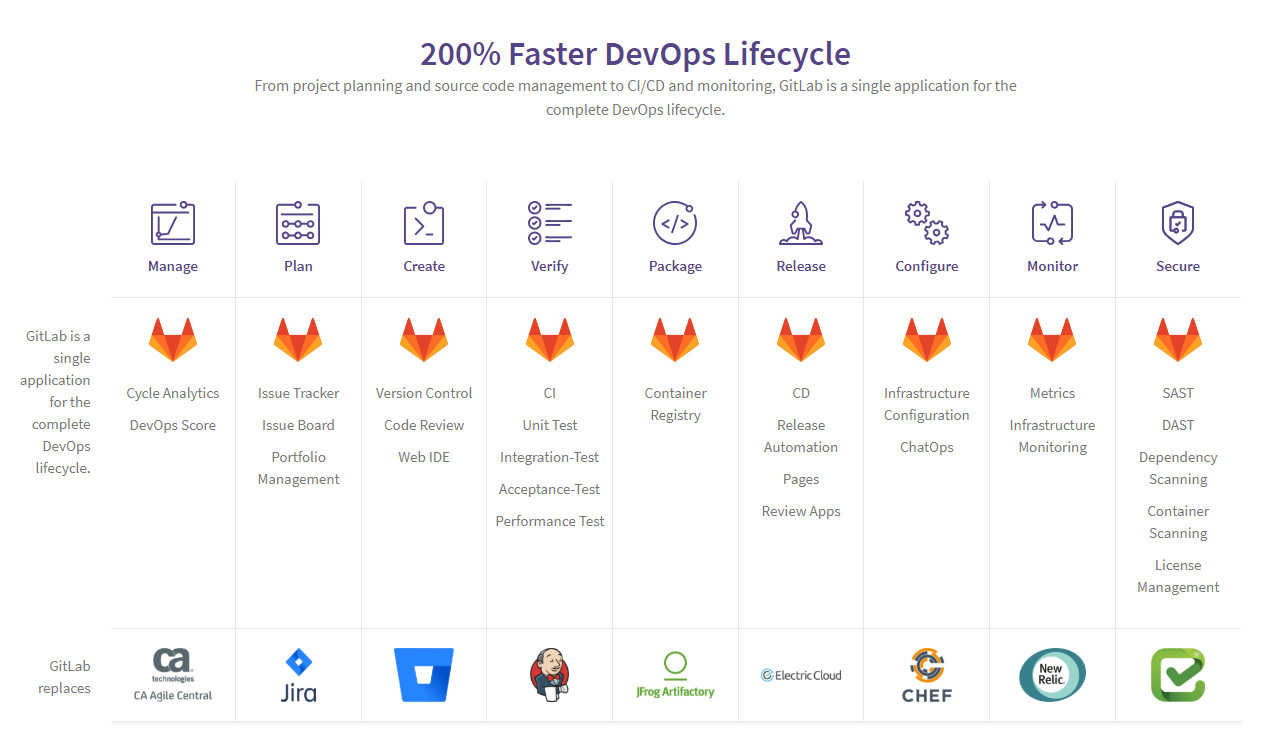 200% Faster DevOps Lifecycle
From project planning and source code management to CI/CD and monitoring, GitLab is a single application for the
complete DevOps lifecycle.
Manage
Plan
Create
Verify
Package
Release
Configure
Monitor
Secure
GitLab is a
single
application
for the
complete
DevOps
lifecycle.
Cycle Analytics
DevOps Score
Issue Tracker
Issue Board
Portfolio
Management
Version Control
Code Review
Web IDE
CI
Unit Test
Integration-Test
Acceptance-Test
Performance Test
Container
Registry
CD
Release
Automation
Pages
Review Apps
Infrastructure
Configuration
ChatOps
Metrics
Infrastructure
Monitoring
SAST
DAST
Dependency
Scanning
Container
Scanning
License
Management
GitLab
replaces
ca
technologies
CA Agile Central
Jira
JFrog Artifactory
Electric Cloud
CHEF
New
Relic.